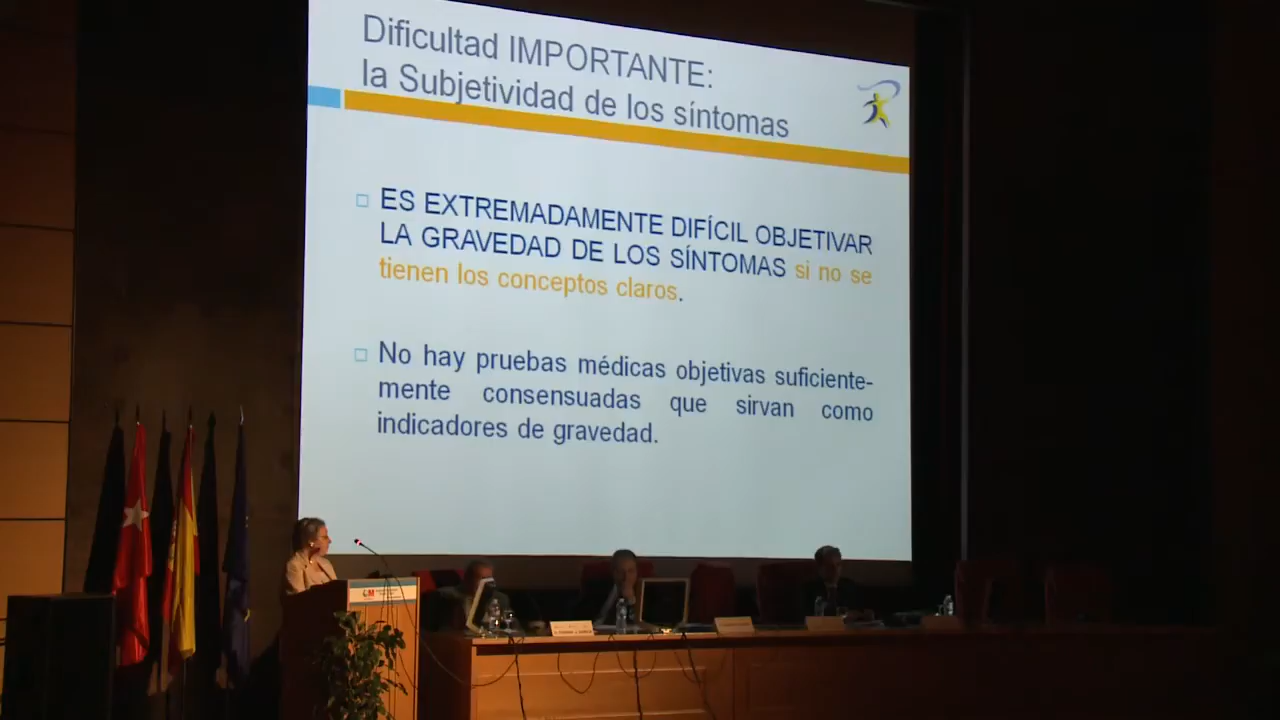 Dificultad IMPORTANTE:
la Subjetividad de los síntomas
ES EXTREMADAMENTE DIFÍCIL OBJETIVAR
LA GRAVEDAD DE LOS SÍNTOMAS si no se
tienen los conceptos claros.
No hay pruebas médicas objetivas suficiente-
mente consensuadas que sirvan como
indicadores de gravedad.